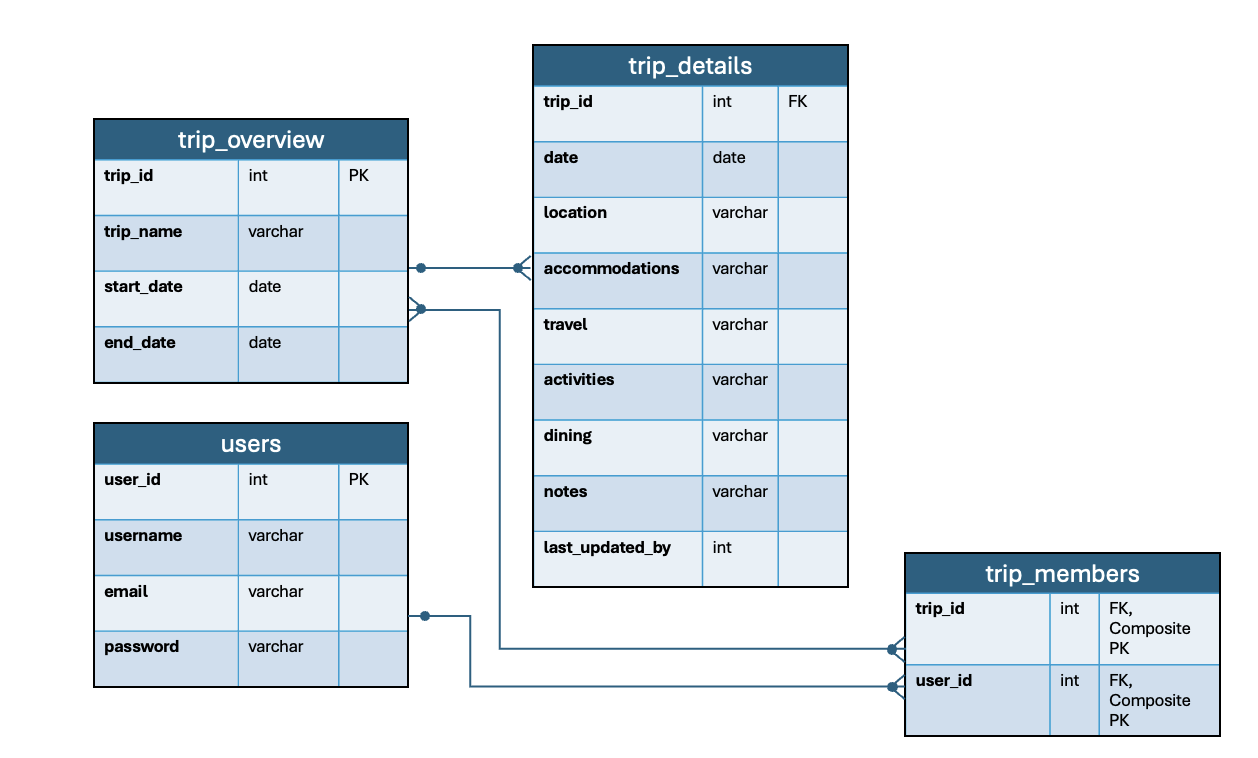 trip_overview
trip_id int PK
trip_name varchar
start_date date
end_date date
users
user_id int PK
username varchar
email varchar
password varchar
trip_details
trip_id int FK
date date
location varchar
accommodations varchar
travel varchar
activities varchar
dining varchar
notes varchar
last_updated_by int
trip_members
trip_id int FK,
Composite
PK
user_id int FK,
Composite
PK